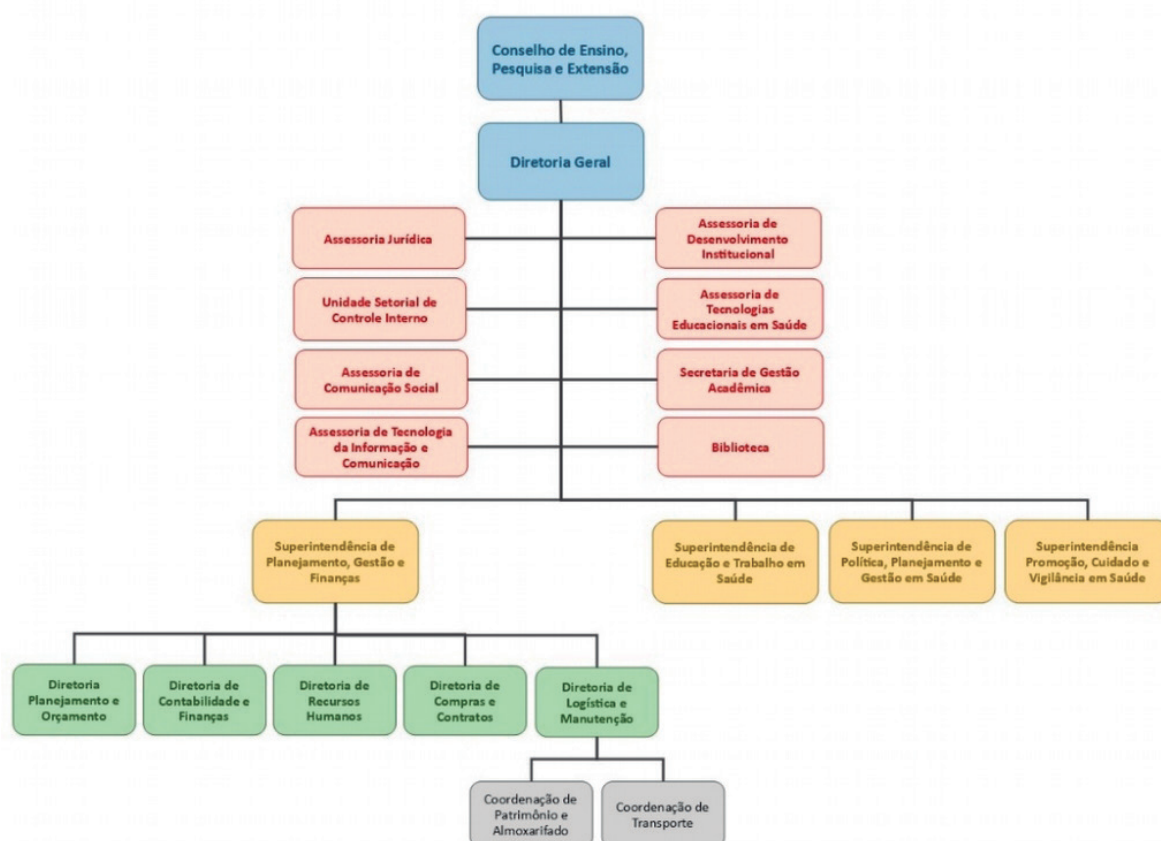 Conselho de Ensino,
Pesquisa e Extensão
Diretoria Geral
Assessoria Jurídica
Assessoria de
Desenvolvimento
Institucional
Unidade Setorial de
Controle Interno
Assessoria de
Tecnologias
Educacionais em Saúde
Assessoria de
Comunicação Social
Secretaria de Gestão
Acadêmica
Assessoria de Tecnologia
da Informação e
Comunicação
Biblioteca
Superintendência de
Planejamento, Gestão e
Finanças
Superintendência de
Educação e Trabalho em
Saúde
Superintendência de
Política, Planejamento e
Gestão em Saúde
Superintendência
Promoção, Cuidado e
Vigilância em Saúde
Diretoria
Planejamento e
Orçamento
Diretoria de
Contabilidade e
Finanças
Diretoria de
Recursos
Humanos
Diretoria de
Compras e
Contratos
Diretoria de
Logística e
Manutenção
Coordenação de
Patrimônio e
Almoxarifado
Coordenação de
Transporte